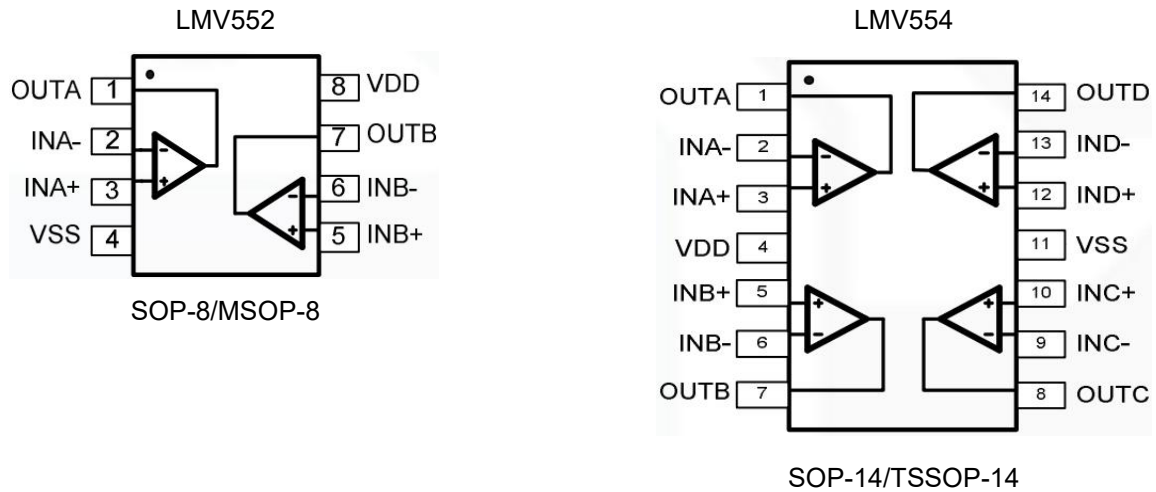 LMV552
OUTA 1 8 VDD
INA- 2 7 OUTB
- 
INA+ 3 + - 6 INB-
VSS 4 + 5 INB+
SOP-8/MSOP-8
LMV554
OUTA 1 14 OUTD
INA- 2 - - 13 IND-
INA+ 3 + + 12 IND+
VDD 4 11 VSS
INB+ 5 + + 10 INC+
INB- 6 - - 9 INC-
OUTB 7 8 OUTC
SOP-14/TSSOP-14